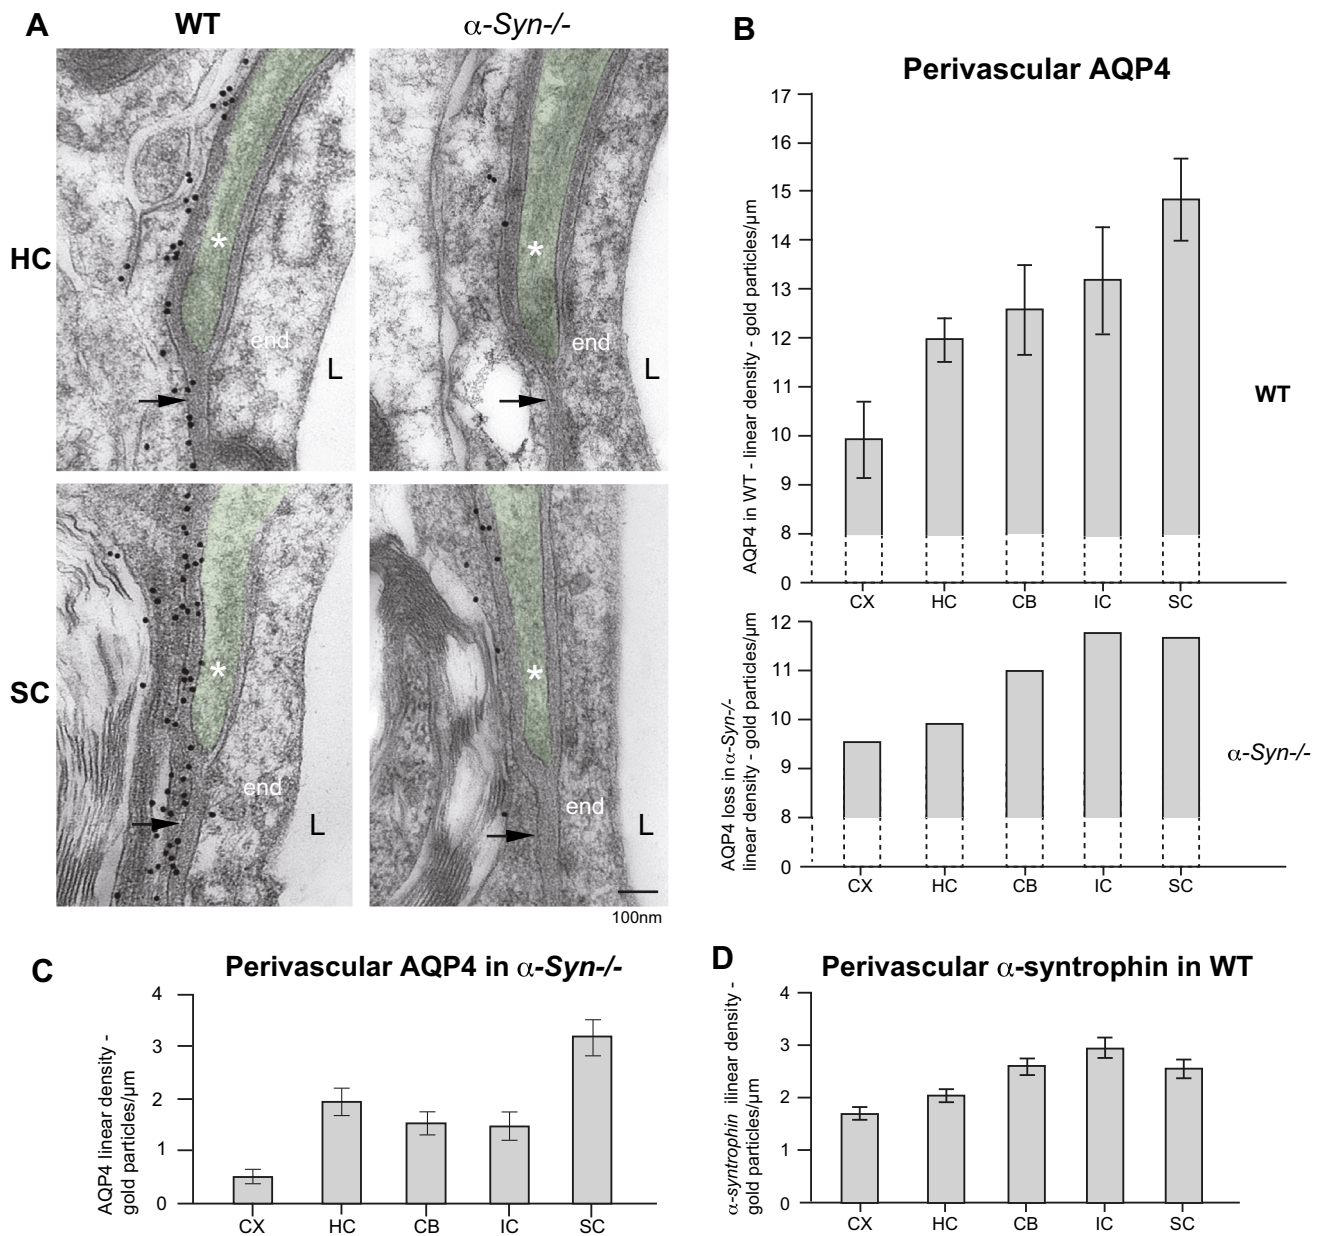 A
WT
α-Syn-/-
HC
*
end
L
*
end
L
SC
*
end
L
*
end
L
100nm
B
Perivascular AQP4
AQP4 in WT - linear density - gold particles/µm
17
16
15
14
13
12
11
10
9
8
0
CX HC CB IC SC
WT
AQP4 loss in α-Syn-/-
linear density - gold particles/µm
12
11
10
9
8
0
CX HC CB IC SC
α-Syn-/-
C
Perivascular AQP4 in α-Syn-/-
AQP4 linear density -
gold particles/µm
4
3
2
1
0
CX HC CB IC SC
D
Perivascular α-syntrophin in WT
α-syntrophin ilinear density -
gold particles/µm
4
3
2
1
0
CX HC CB IC SC